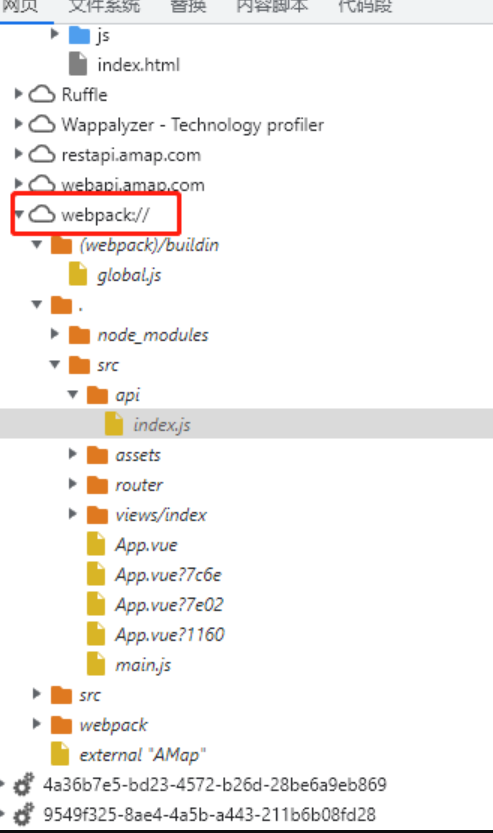 网页 文件系统 替换 内容脚本 代码段
js
index.html
Ruffle
Wappalyzer - Technology profiler
restapi.amap.com
webapi.amap.com
webpack://
(webpack)/buildin
global.js
.
node_modules
src
api
index.js
assets
router
views/index
App.vue
App.vue?7c6e
App.vue?7e02
App.vue?1160
main.js
src
webpack
external "AMap"
4a36b7e5-bd23-4572-b26d-28be6a9eb869
9549f325-8ae4-4a5b-a443-211b6b08fd28